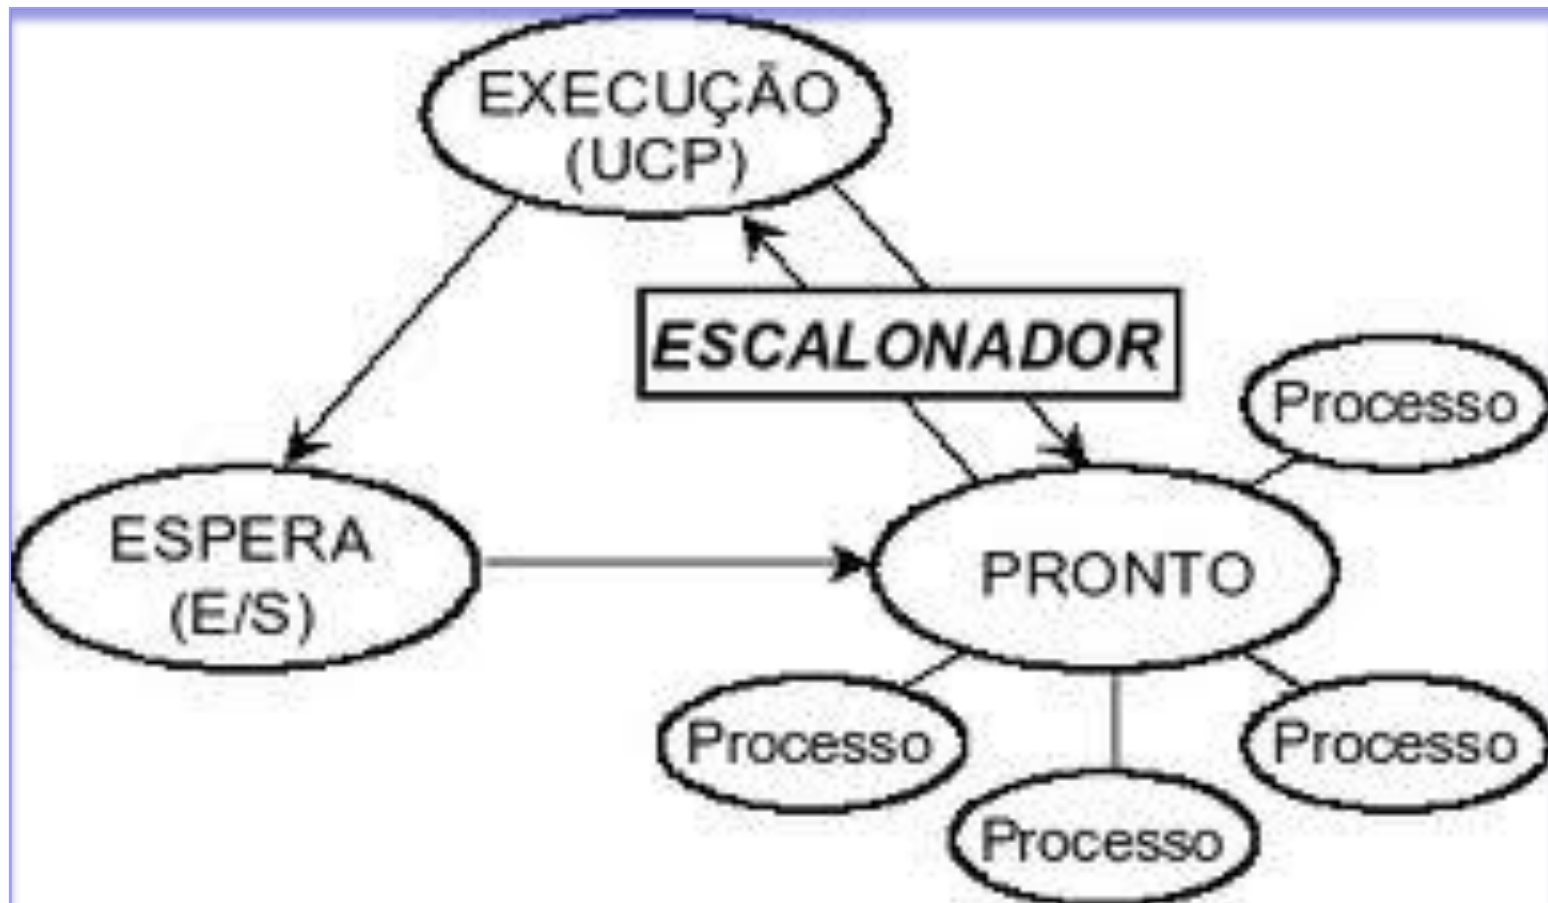 EXECUÇÃO
(UCP)
ESCALONADOR
Processo
ESPERA
(E/S)
PRONTO
Processo
Processo
Processo